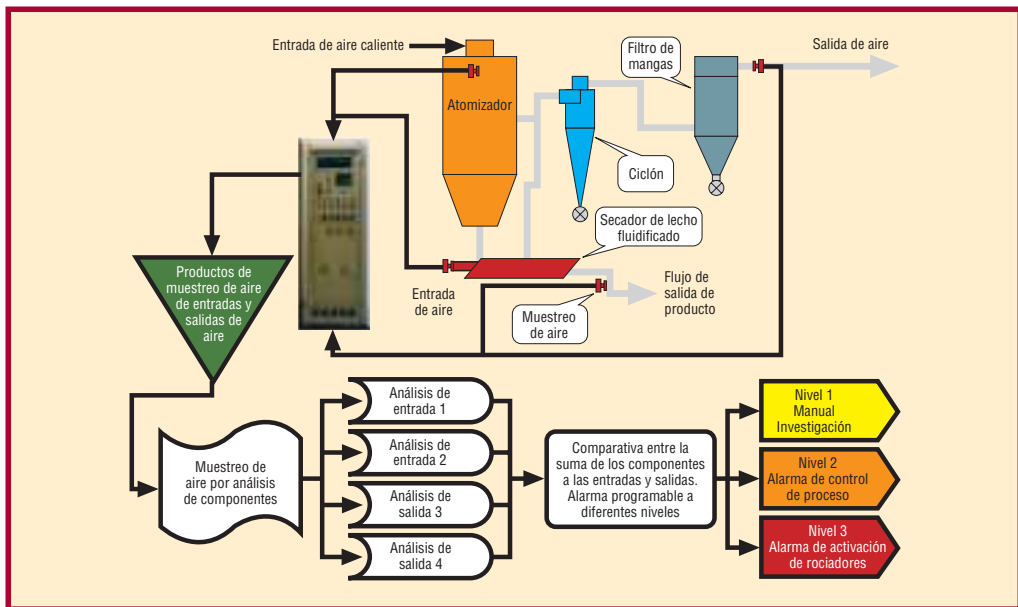 Entrada de aire caliente
Atomizador
Filtro de
mangas
Salida de aire
Ciclón
Secador de lecho
fluidificado
Entrada
de aire
Muestreo
de aire
Flujo de
salida de
producto
Productos de
muestreo de aire
de entradas y
salidas de
aire
Muestreo de
aire por análisis
de componentes
Análisis de
entrada 1
Análisis de
entrada 2
Análisis de
salida 3
Análisis de
salida 4
Comparativa entre la
suma de los componentes
a las entradas y salidas.
Alarma programable a
diferentes niveles
Nivel 1
Manual
Investigación
Nivel 2
Alarma de control
de proceso
Nivel 3
Alarma de activación
de rociadores